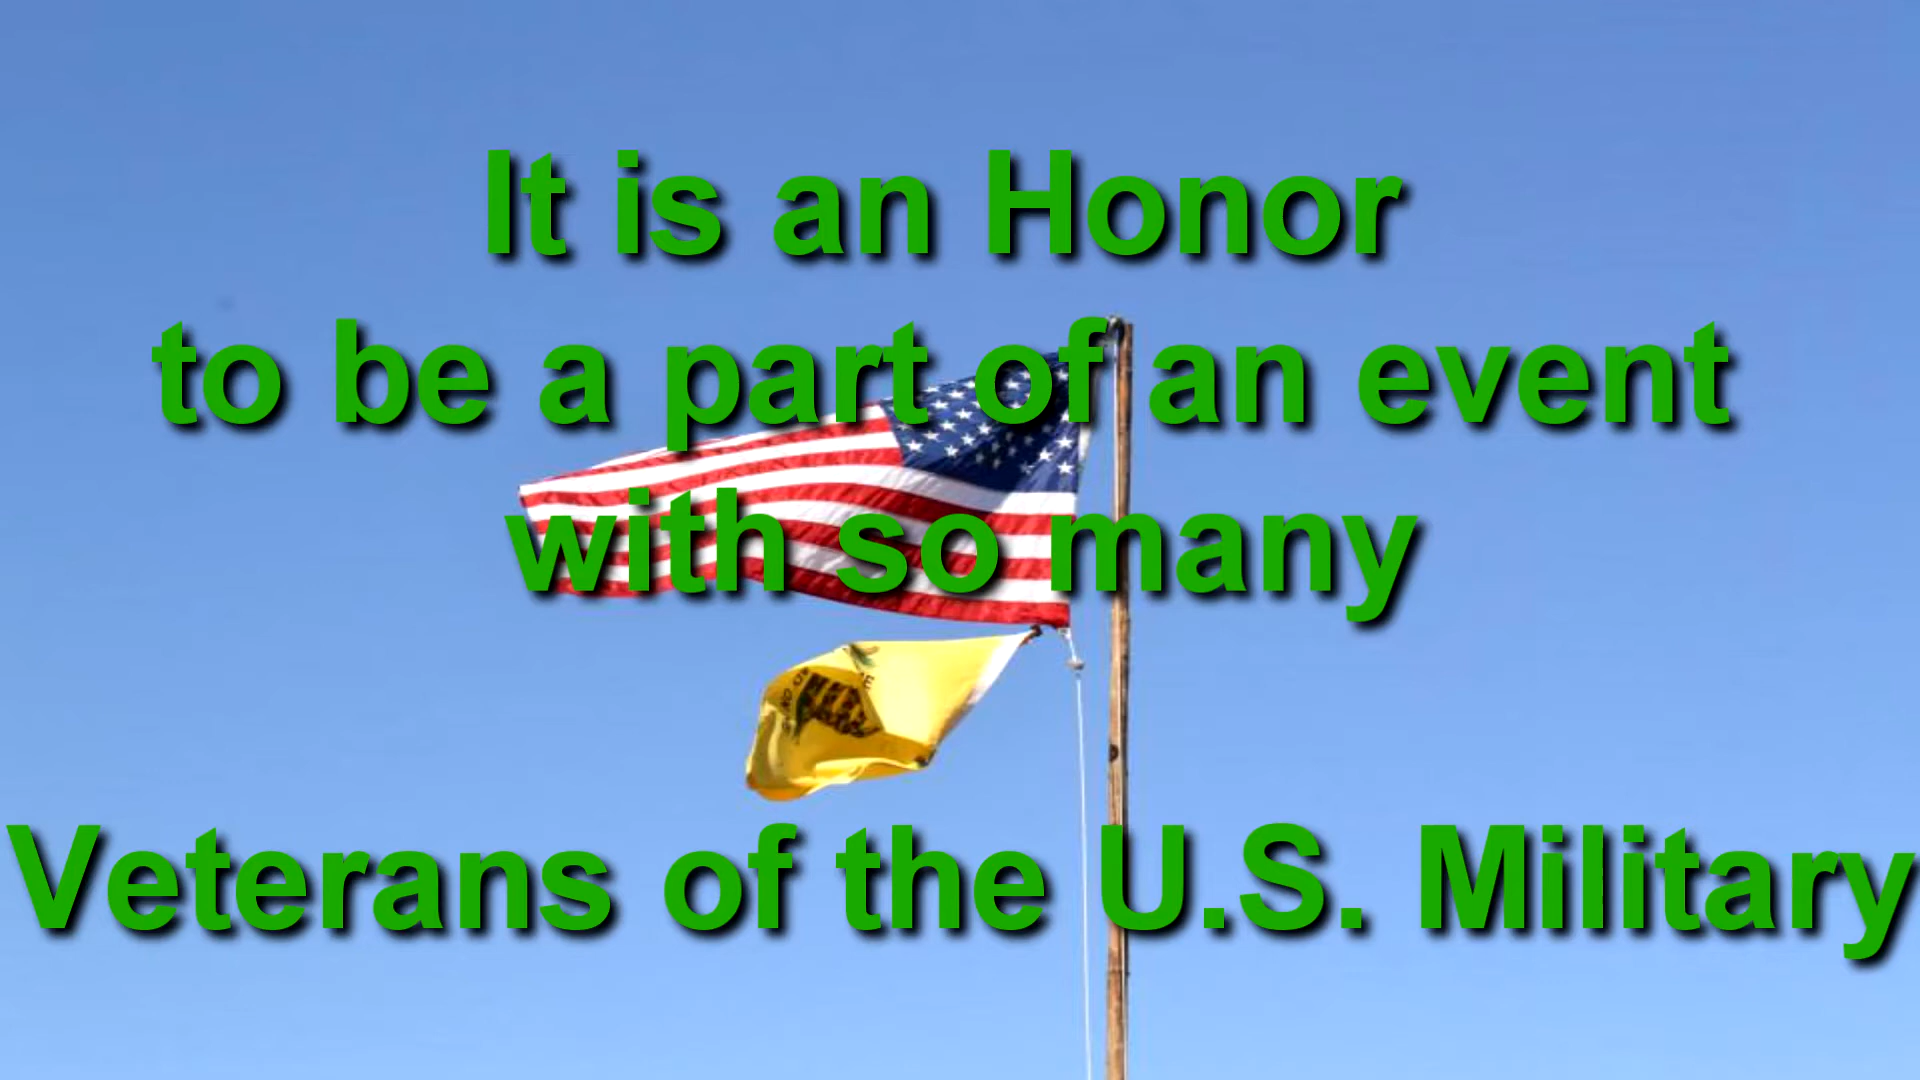 It is an Honor
to be a part of an event
with so many
Veterans of the U.S. Military